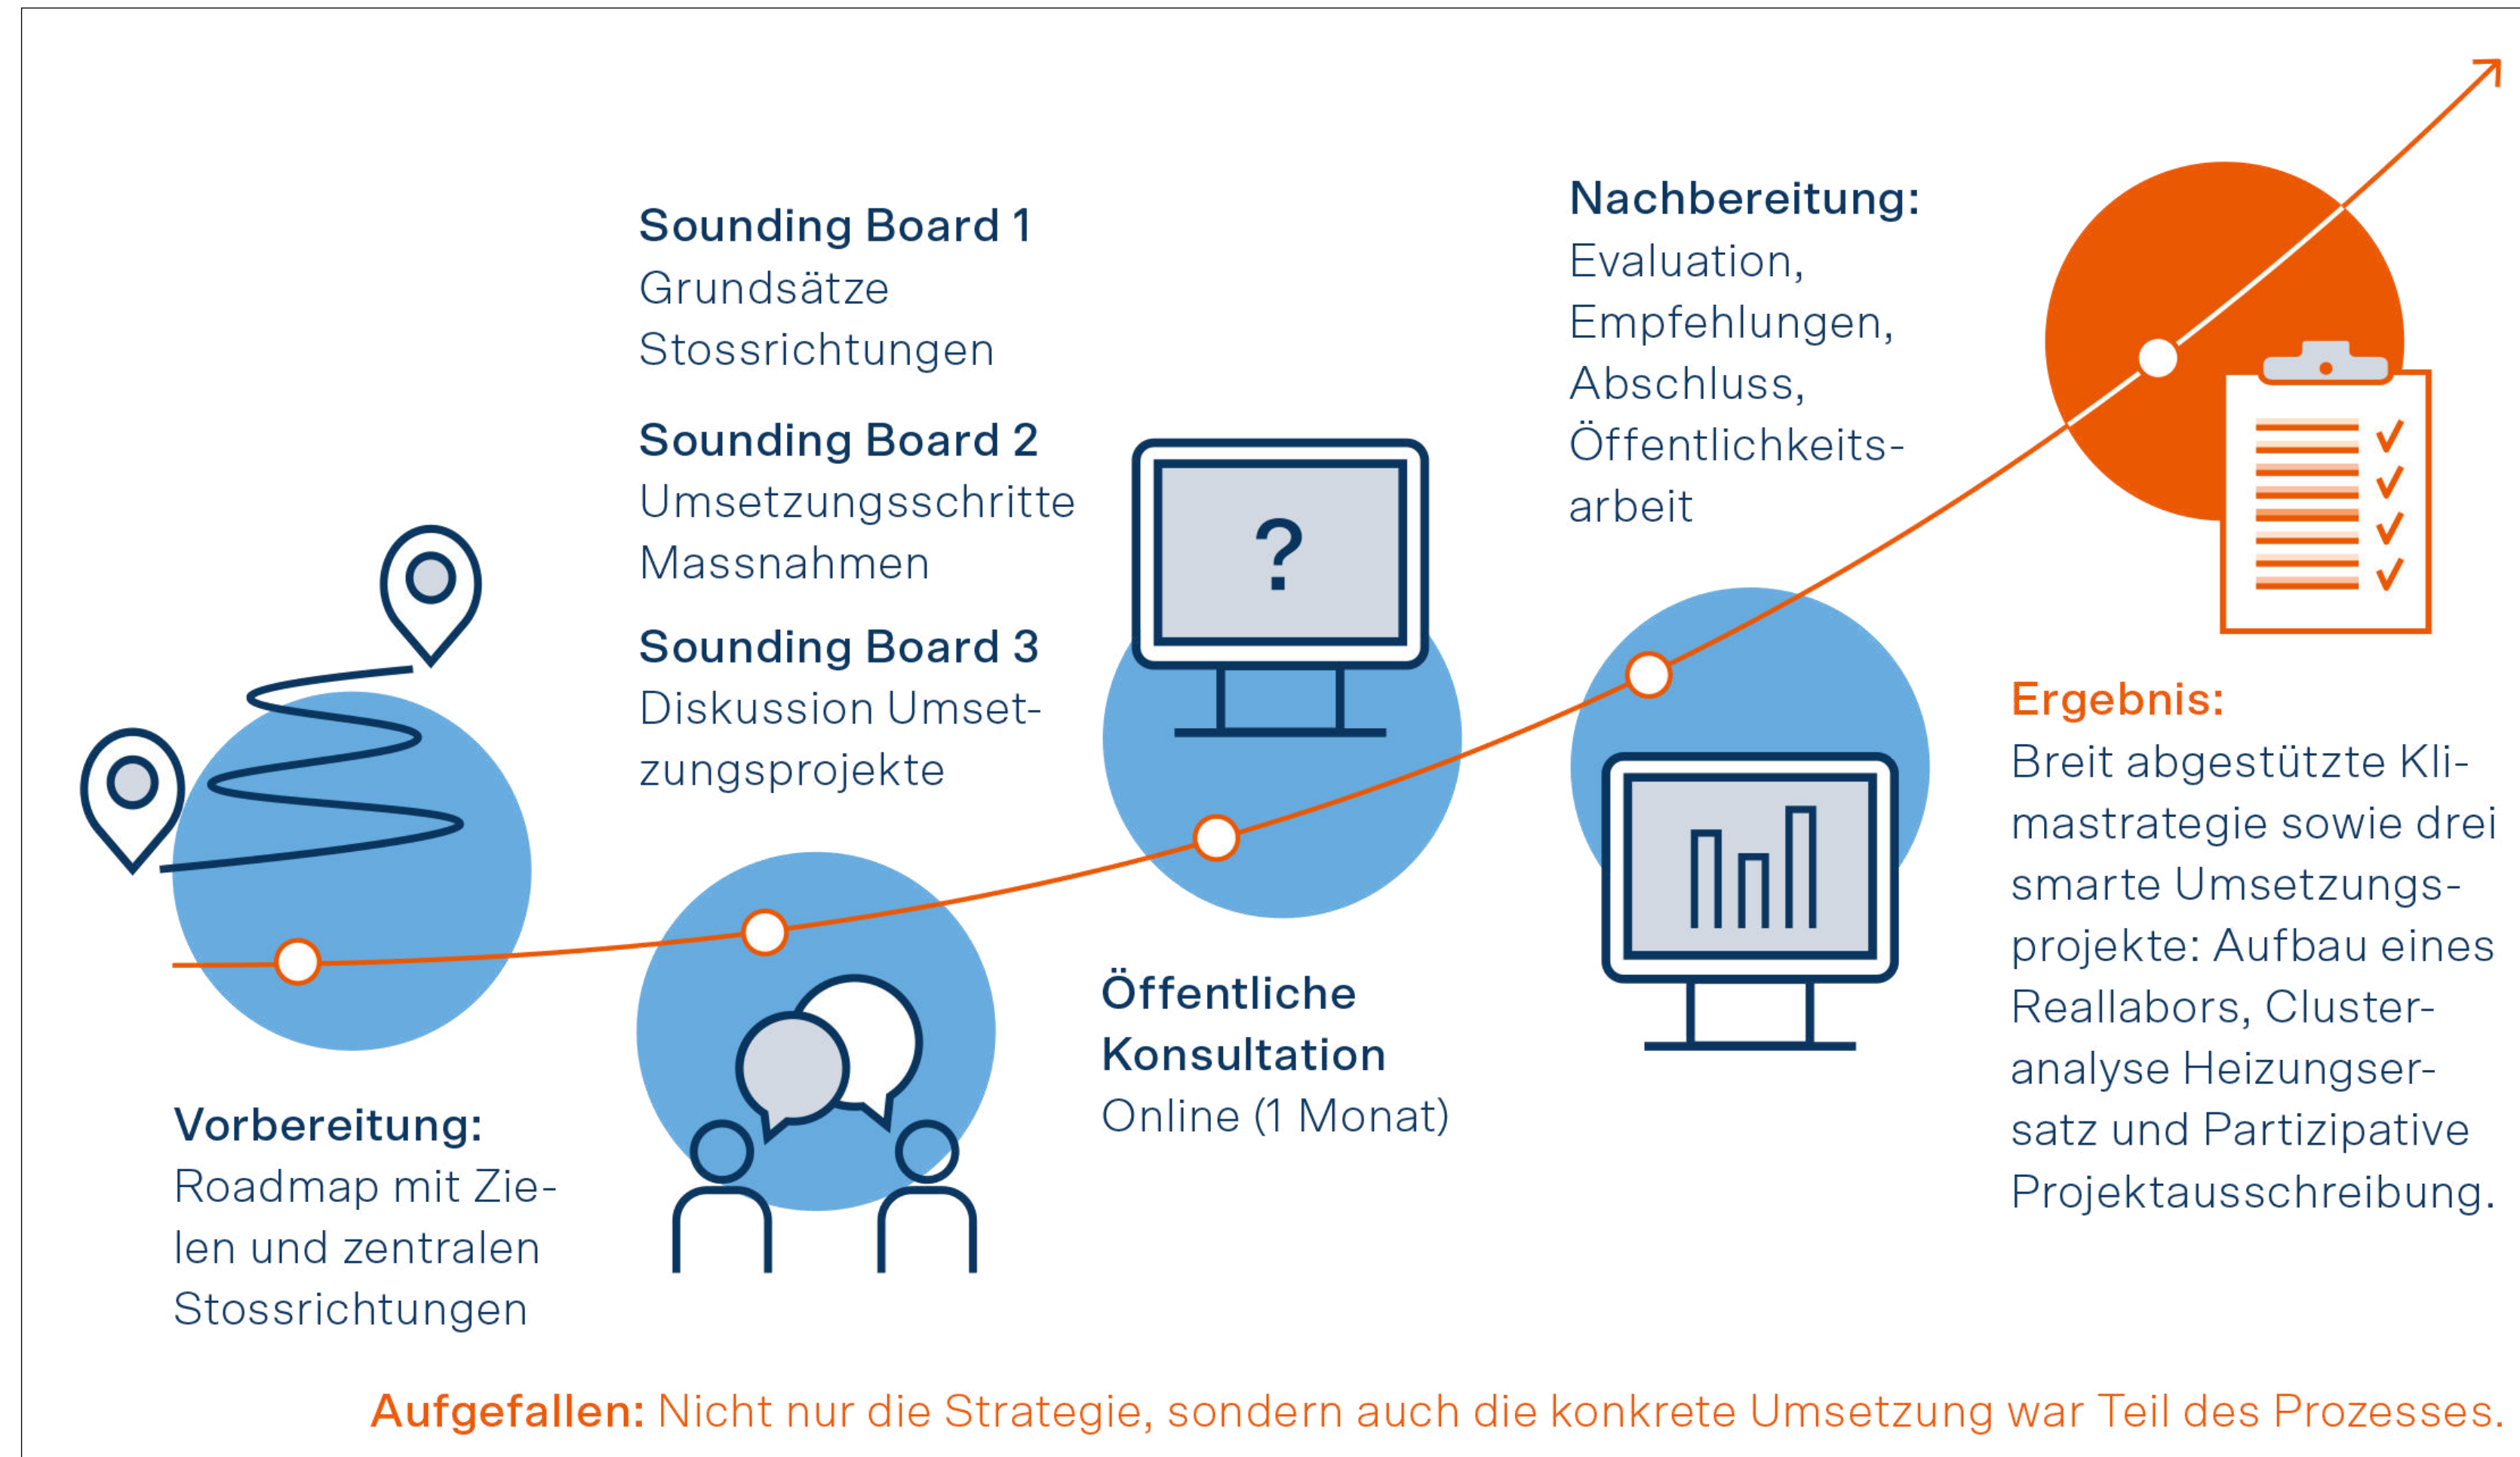 Vorbereitung:
Roadmap mit Zie-
len und zentralen
Stossrichtungen
Sounding Board 1
Grundsätze
Stossrichtungen
Sounding Board 2
Umsetzungsschritte
Massnahmen
Sounding Board 3
Diskussion Umset-
zungsprojekte
?
Öffentliche
Konsultation
Online (1 Monat)
Nachbereitung:
Evaluation,
Empfehlungen,
Abschluss,
Öffentlichkeits-
arbeit
Ergebnis:
Breit abgestützte Kli-
mastrategie sowie drei
smarte Umsetzungs-
projekte: Aufbau eines
Reallabors, Cluster-
analyse Heizungser-
satz und Partizipative
Projektausschreibung.
Aufgefallen: Nicht nur die Strategie, sondern auch die konkrete Umsetzung war Teil des Prozesses.